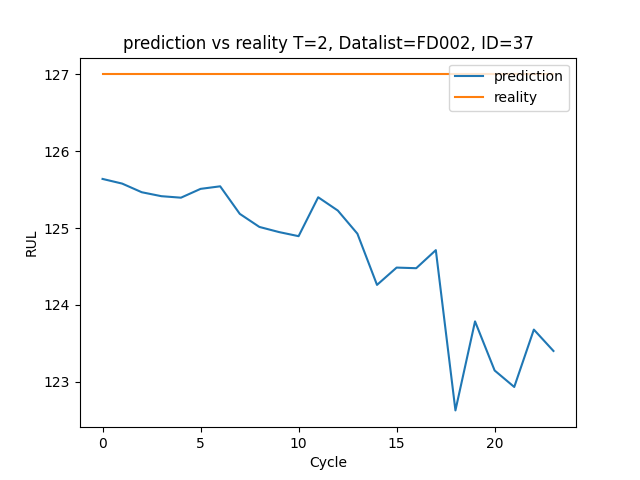 prediction vs reality T=2, Datalist=FD002, ID=37
127
126
125
124
123
RUL
prediction
reality
0
5
10
15
20
Cycle